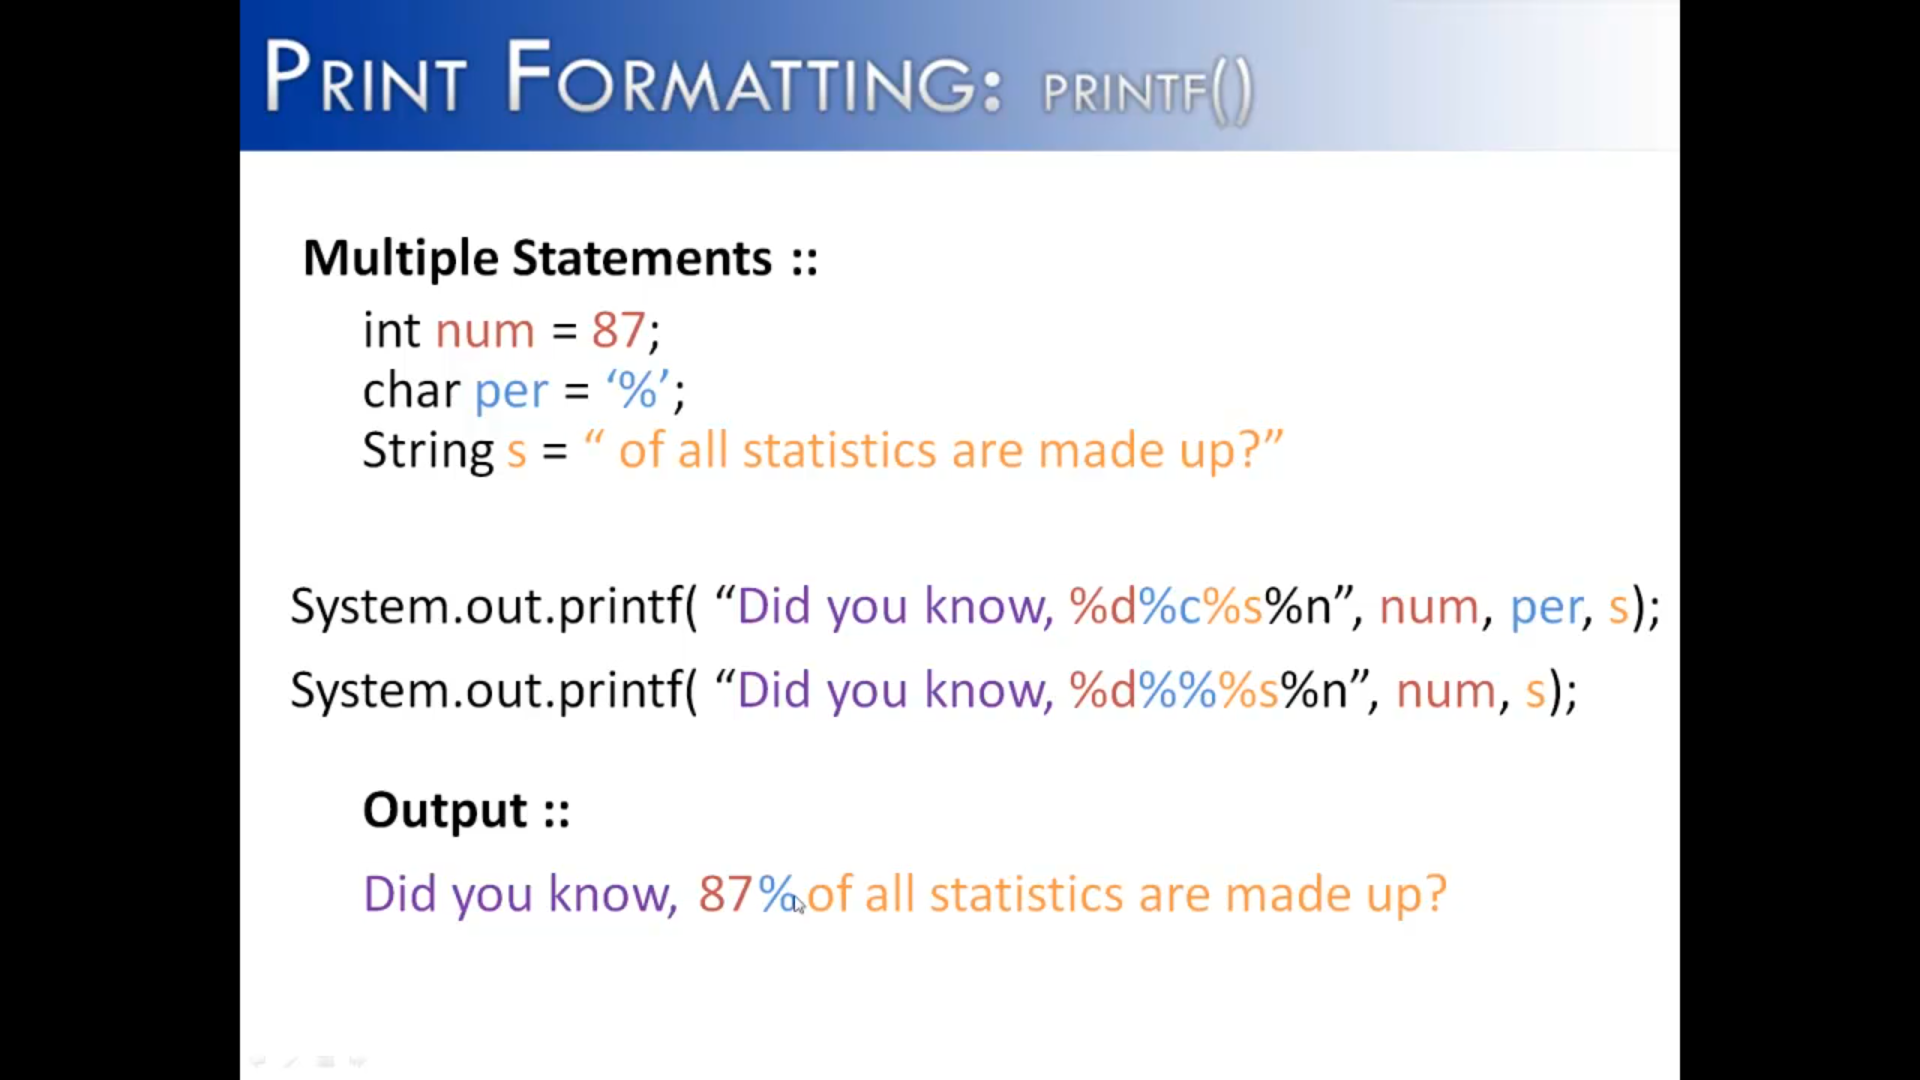 PRINT FORMATTING: PRINTF()
Multiple Statements ::
int num = 87;
char per = ‘%’;
String s = “ of all statistics are made up?”
System.out.printf( “Did you know, %d%c%s%n”, num, per, s);
System.out.printf( “Did you know, %d%%%s%n”, num, s);
Output ::
Did you know, 87% of all statistics are made up?